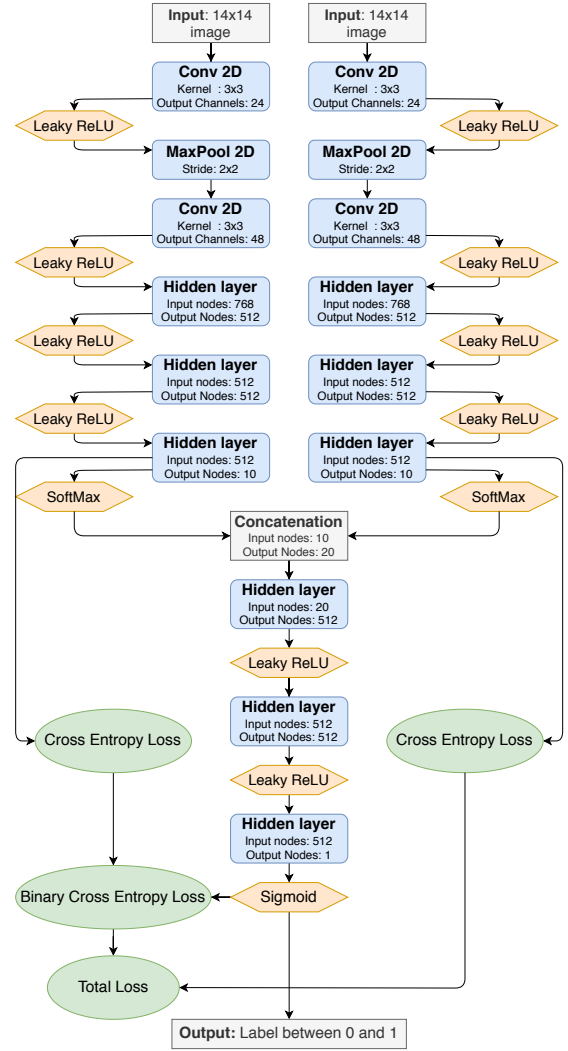 Input: 14x14
image
Input: 14x14
image
Conv 2D
Kernel : 3x3
Output Channels: 24
Conv 2D
Kernel : 3x3
Output Channels: 24
Leaky ReLU
Leaky ReLU
MaxPool 2D
Stride: 2x2
MaxPool 2D
Stride: 2x2
Conv 2D
Kernel : 3x3
Output Channels: 48
Conv 2D
Kernel : 3x3
Output Channels: 48
Leaky ReLU
Leaky ReLU
Hidden layer
Input nodes: 768
Output Nodes: 512
Hidden layer
Input nodes: 768
Output Nodes: 512
Leaky ReLU
Leaky ReLU
Hidden layer
Input nodes: 512
Output Nodes: 512
Hidden layer
Input nodes: 512
Output Nodes: 512
Leaky ReLU
Leaky ReLU
Hidden layer
Input nodes: 512
Output Nodes: 10
Hidden layer
Input nodes: 512
Output Nodes: 10
SoftMax
SoftMax
Concatenation
Input nodes: 10
Output Nodes: 20
Hidden layer
Input nodes: 20
Output Nodes: 512
Leaky ReLU
Hidden layer
Input nodes: 512
Output Nodes: 512
Cross Entropy Loss
Cross Entropy Loss
Leaky ReLU
Hidden layer
Input nodes: 512
Output Nodes: 1
Binary Cross Entropy Loss
Sigmoid
Total Loss
Output: Label between 0 and 1